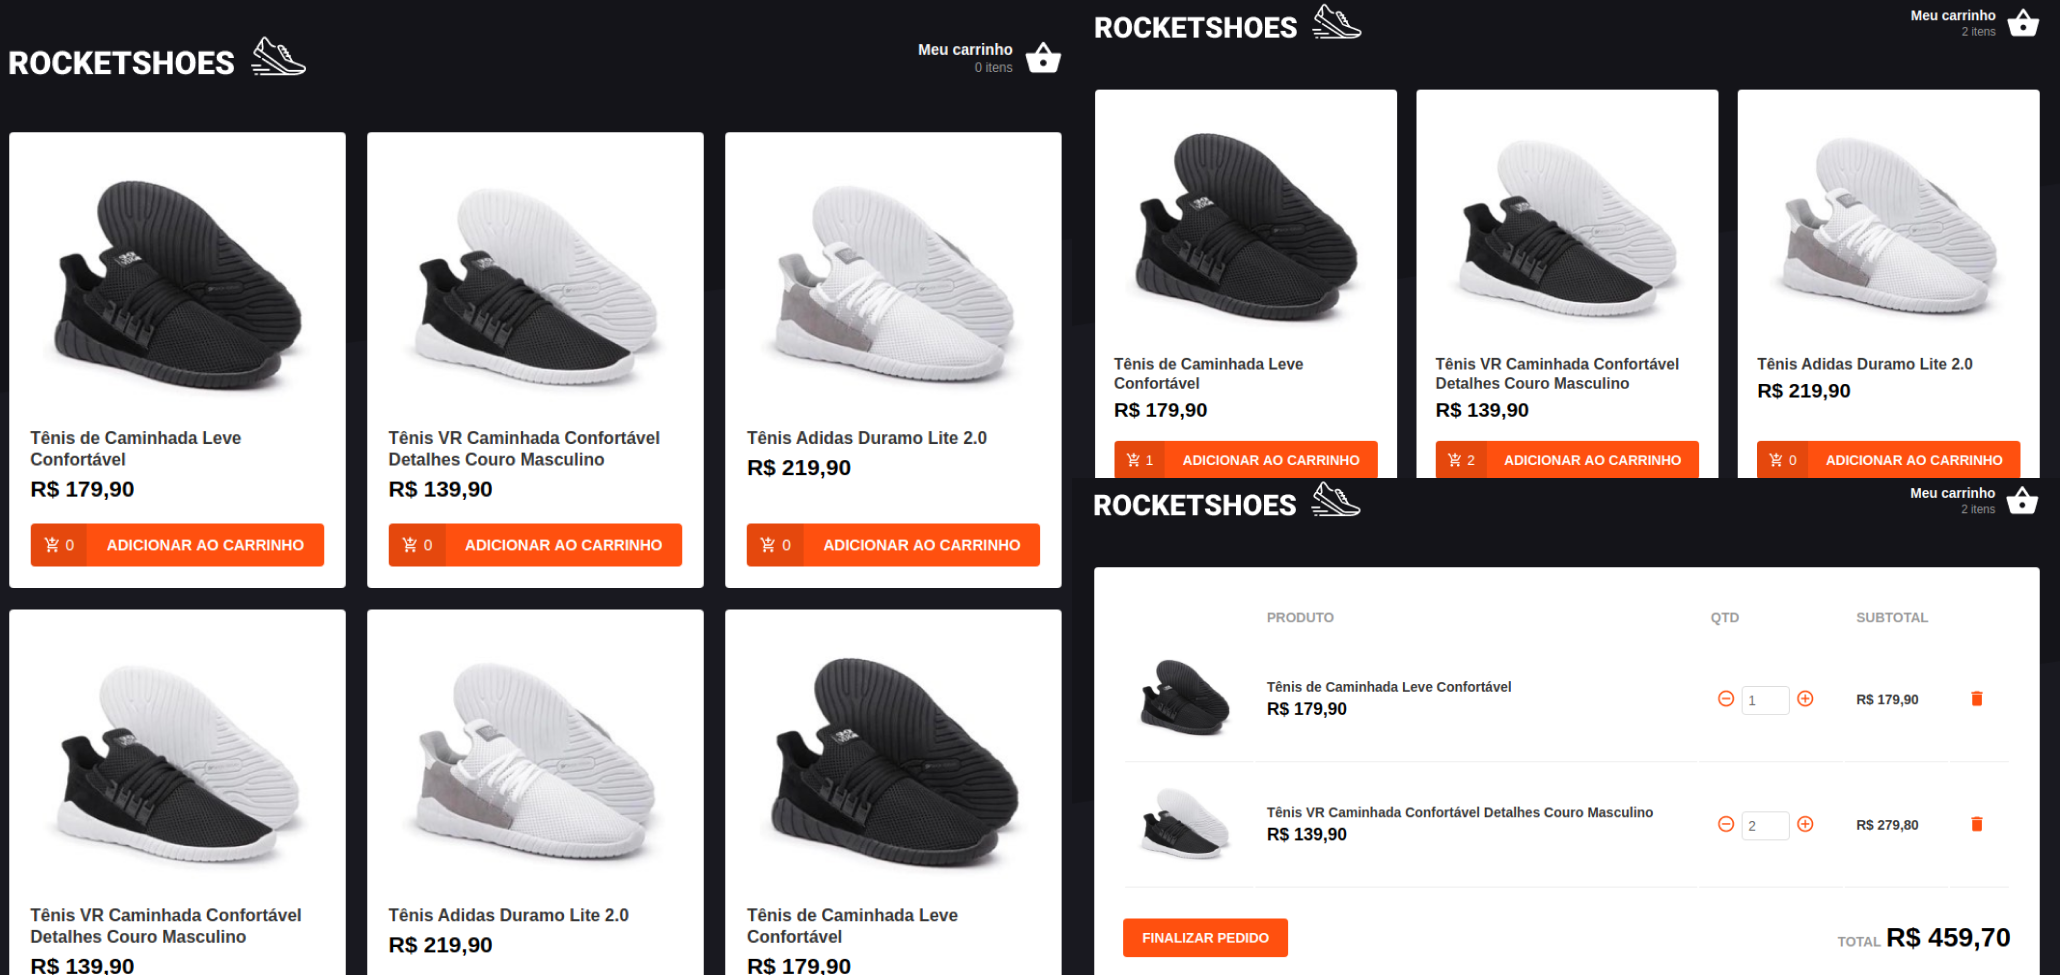 ROCKETSHOES
Meu carrinho
0 itens
Tênis de Caminhada Leve
Confortável
R$ 179,90
0 ADICIONAR AO CARRINHO
Tênis VR Caminhada Confortável
Detalhes Couro Masculino
R$ 139,90
0 ADICIONAR AO CARRINHO
Tênis Adidas Duramo Lite 2.0
R$ 219,90
0 ADICIONAR AO CARRINHO
Tênis VR Caminhada Confortável
Detalhes Couro Masculino
R$ 139,90
Tênis Adidas Duramo Lite 2.0
R$ 219,90
Tênis de Caminhada Leve
Confortável
R$ 179,90
ROCKETSHOES
Meu carrinho
2 itens
Tênis de Caminhada Leve
Confortável
R$ 179,90
1 ADICIONAR AO CARRINHO
Tênis VR Caminhada Confortável
Detalhes Couro Masculino
R$ 139,90
2 ADICIONAR AO CARRINHO
Tênis Adidas Duramo Lite 2.0
R$ 219,90
0 ADICIONAR AO CARRINHO
ROCKETSHOES
Meu carrinho
2 itens
PRODUTO QTD SUBTOTAL
Tênis de Caminhada Leve Confortável
R$ 179,90
1
R$ 179,90
Tênis VR Caminhada Confortável Detalhes Couro Masculino
R$ 139,90
2
R$ 279,80
FINALIZAR PEDIDO
TOTAL R$ 459,70